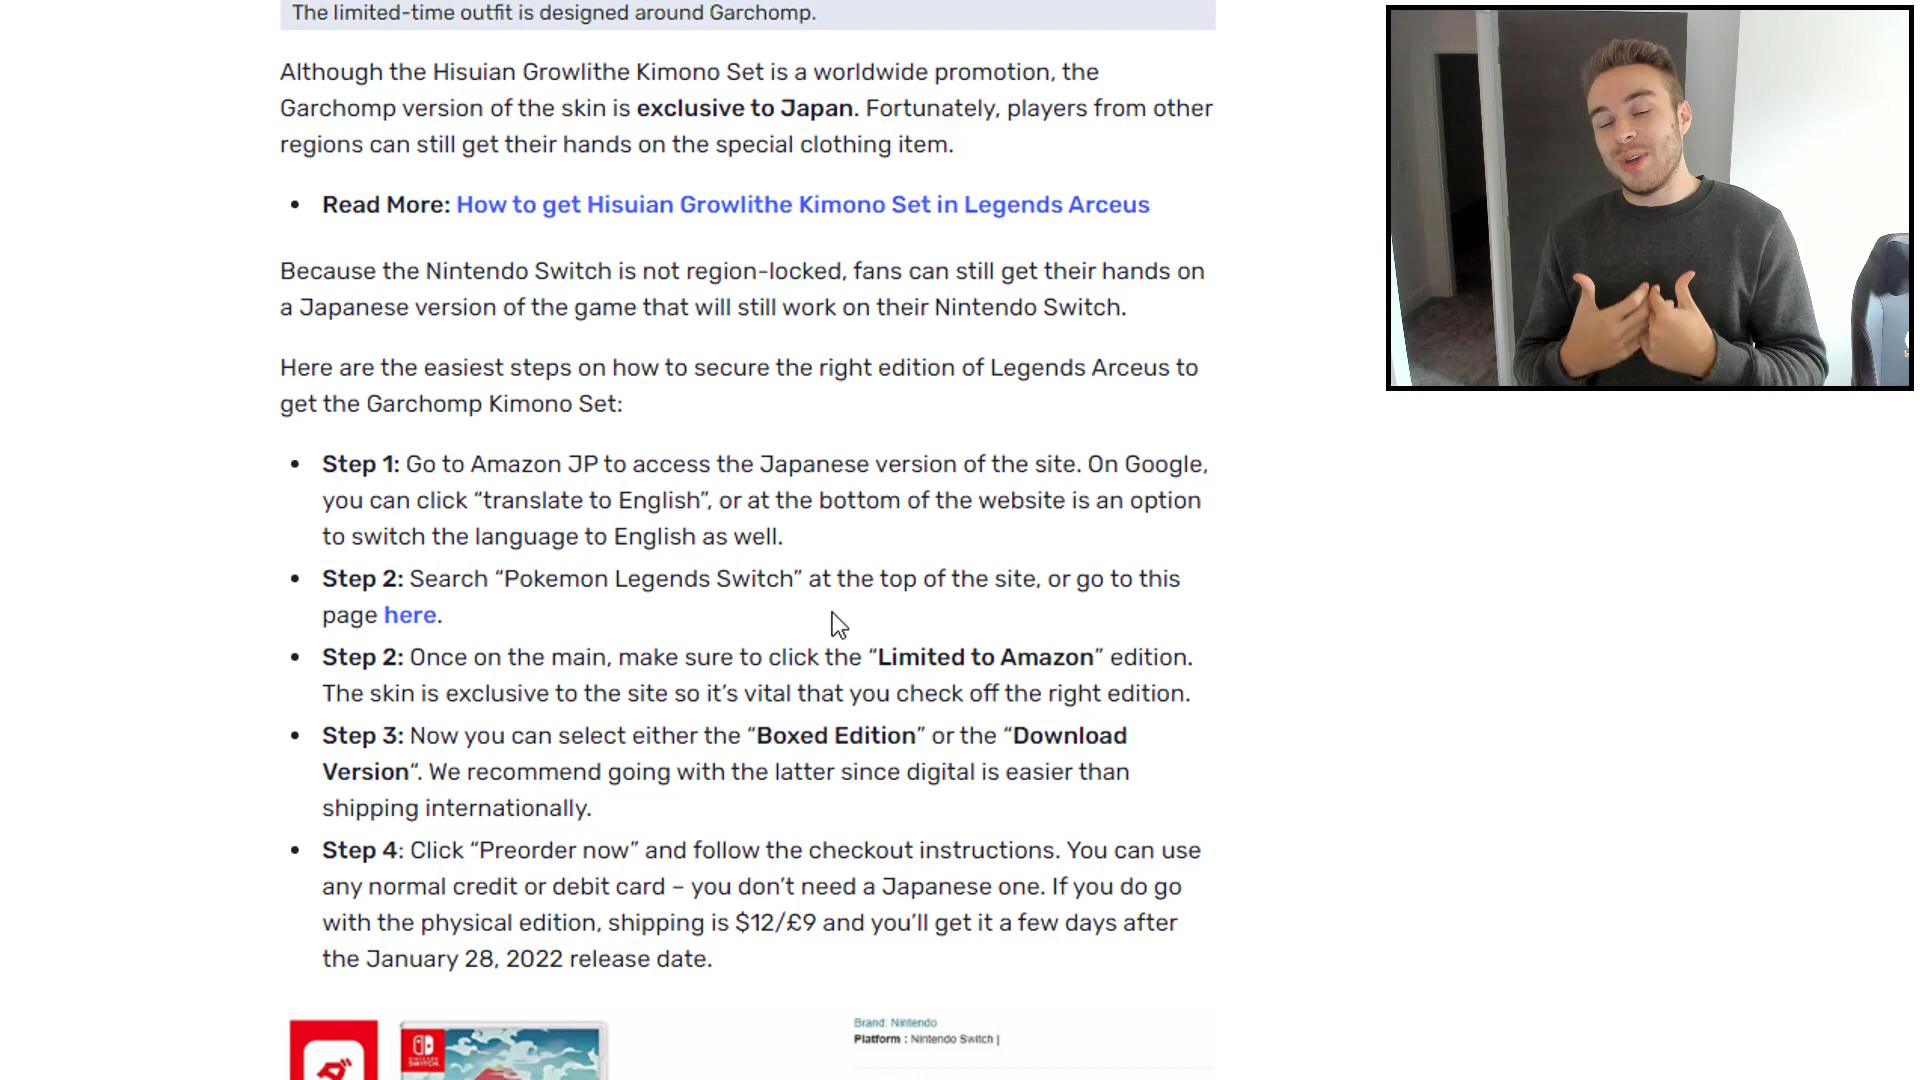 The limited-time outfit is designed around Garchomp.
Although the Hisuian Growlithe Kimono Set is a worldwide promotion, the
Garchomp version of the skin is exclusive to Japan. Fortunately, players from other
regions can still get their hands on the special clothing item.
• Read More: How to get Hisuian Growlithe Kimono Set in Legends Arceus
Because the Nintendo Switch is not region-locked, fans can still get their hands on
a Japanese version of the game that will still work on their Nintendo Switch.
Here are the easiest steps on how to secure the right edition of Legends Arceus to
get the Garchomp Kimono Set:
• Step 1: Go to Amazon JP to access the Japanese version of the site. On Google,
you can click “translate to English”, or at the bottom of the website is an option
to switch the language to English as well.
• Step 2: Search “Pokemon Legends Switch” at the top of the site, or go to this
page here.
• Step 2: Once on the main, make sure to click the “Limited to Amazon” edition.
The skin is exclusive to the site so it’s vital that you check off the right edition.
• Step 3: Now you can select either the “Boxed Edition” or the “Download
Version“. We recommend going with the latter since digital is easier than
shipping internationally.
• Step 4: Click “Preorder now” and follow the checkout instructions. You can use
any normal credit or debit card – you don’t need a Japanese one. If you do go
with the physical edition, shipping is $12/£9 and you’ll get it a few days after
the January 28, 2022 release date.
NINTENDO
SWITCH
Brand: Nintendo
Platform : Nintendo Switch |